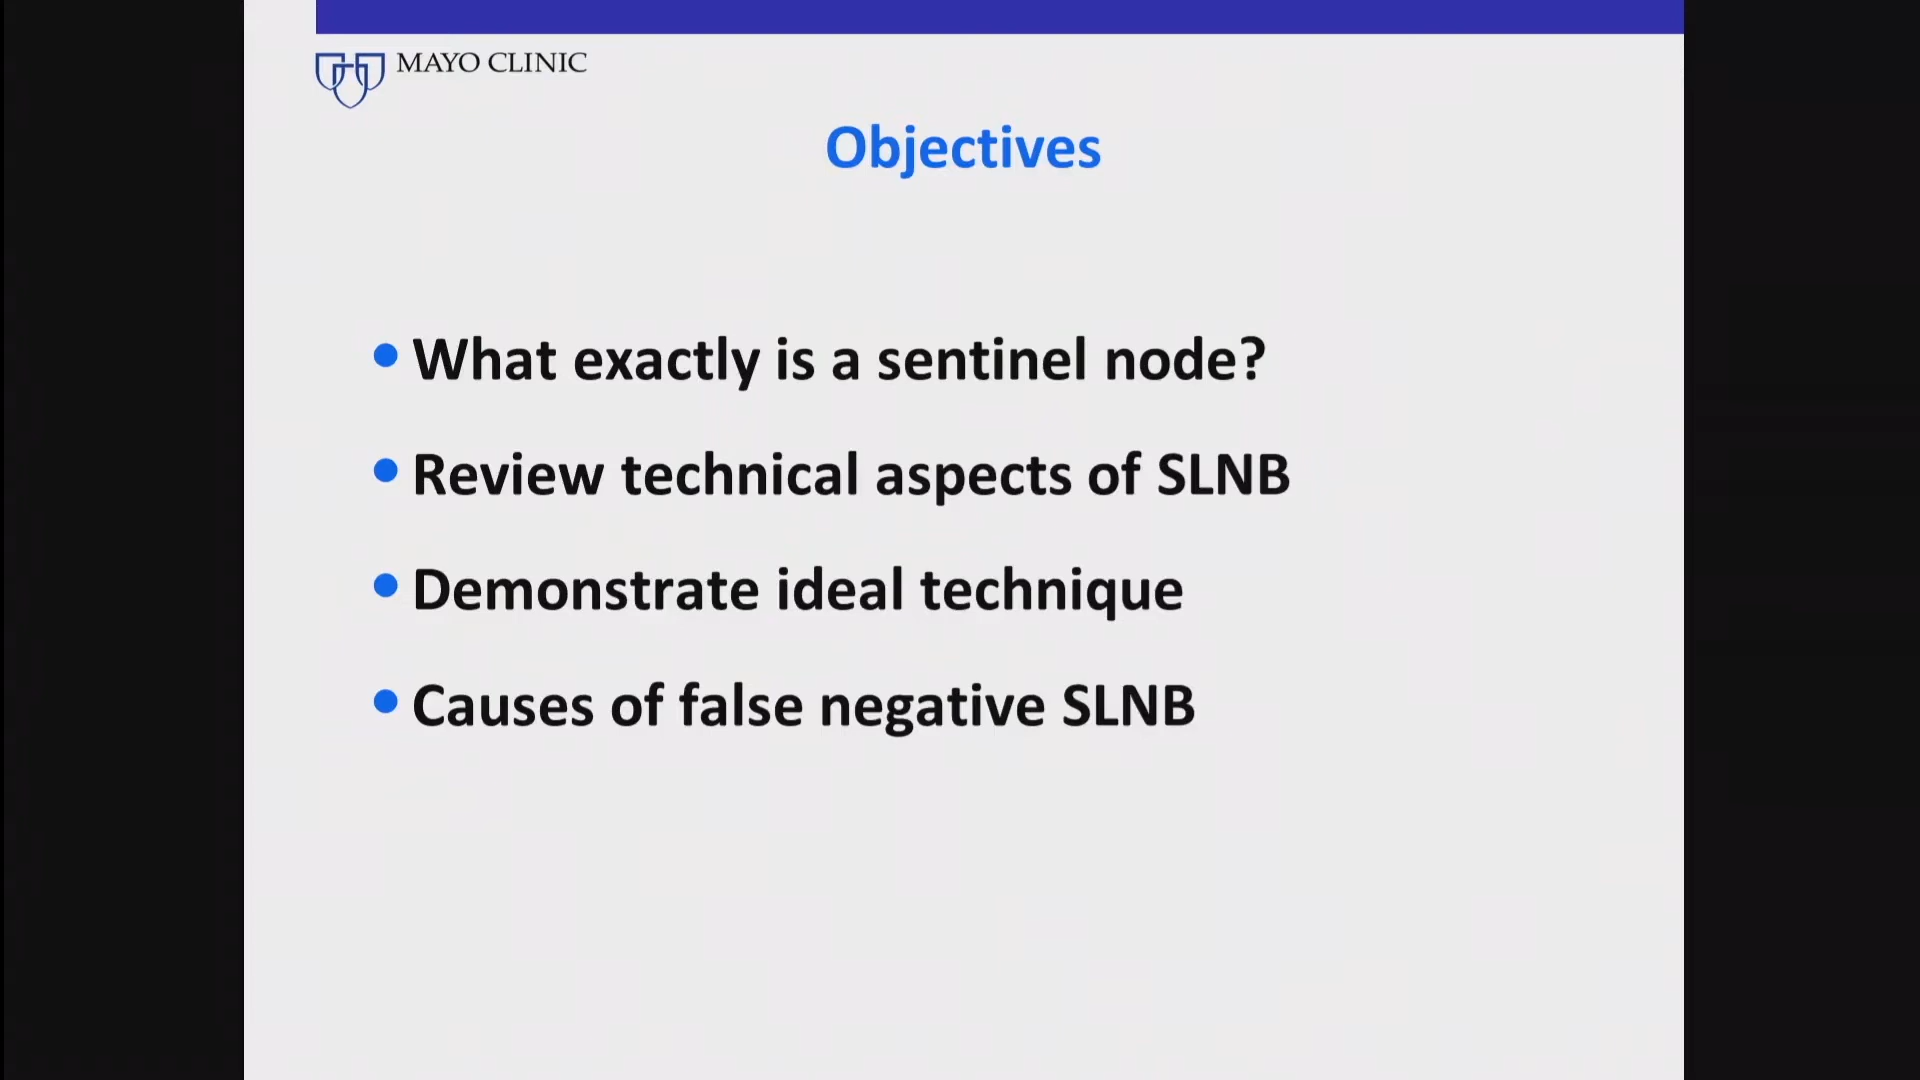 MAYO CLINIC
Objectives
• What exactly is a sentinel node?
• Review technical aspects of SLNB
• Demonstrate ideal technique
• Causes of false negative SLNB